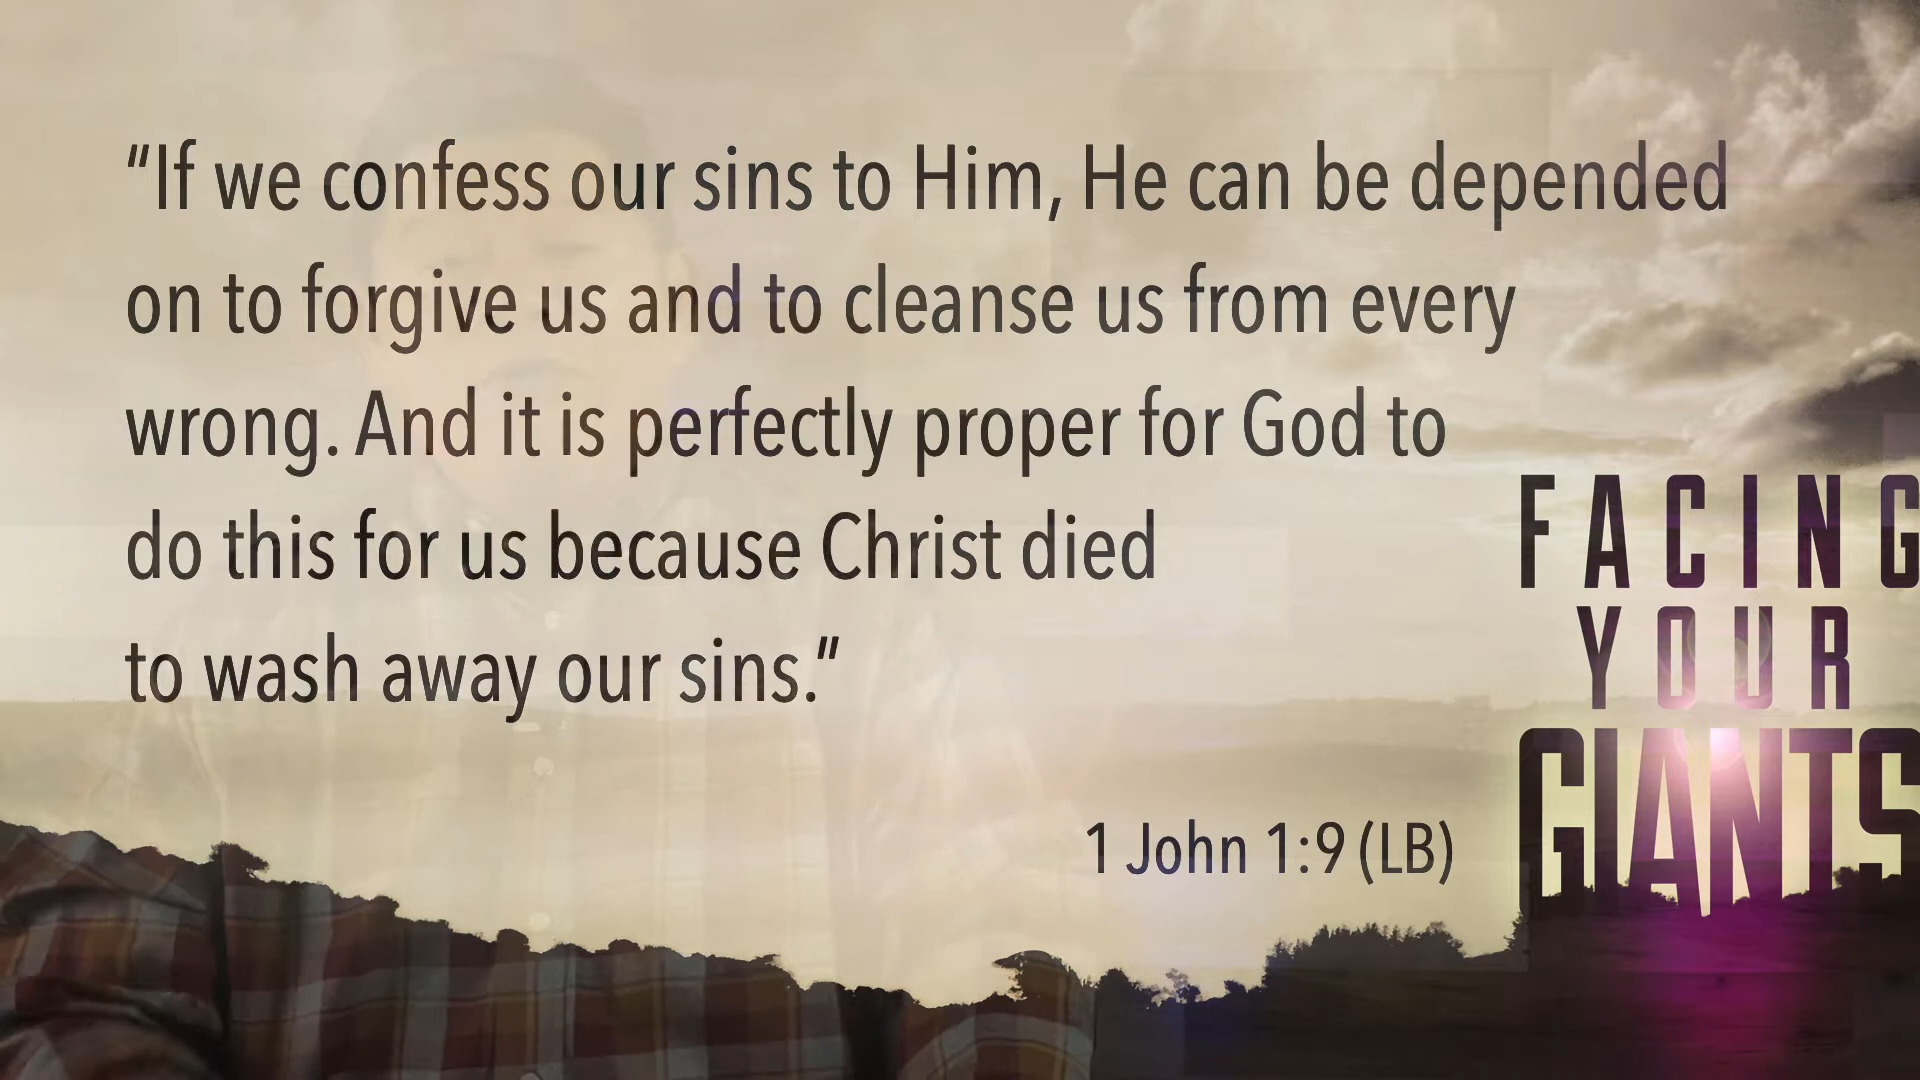 “If we confess our sins to Him, He can be depended
on to forgive us and to cleanse us from every
wrong. And it is perfectly proper for God to
do this for us because Christ died
to wash away our sins.”
1 John 1:9 (LB)
FACING
YOUR
GIANTS